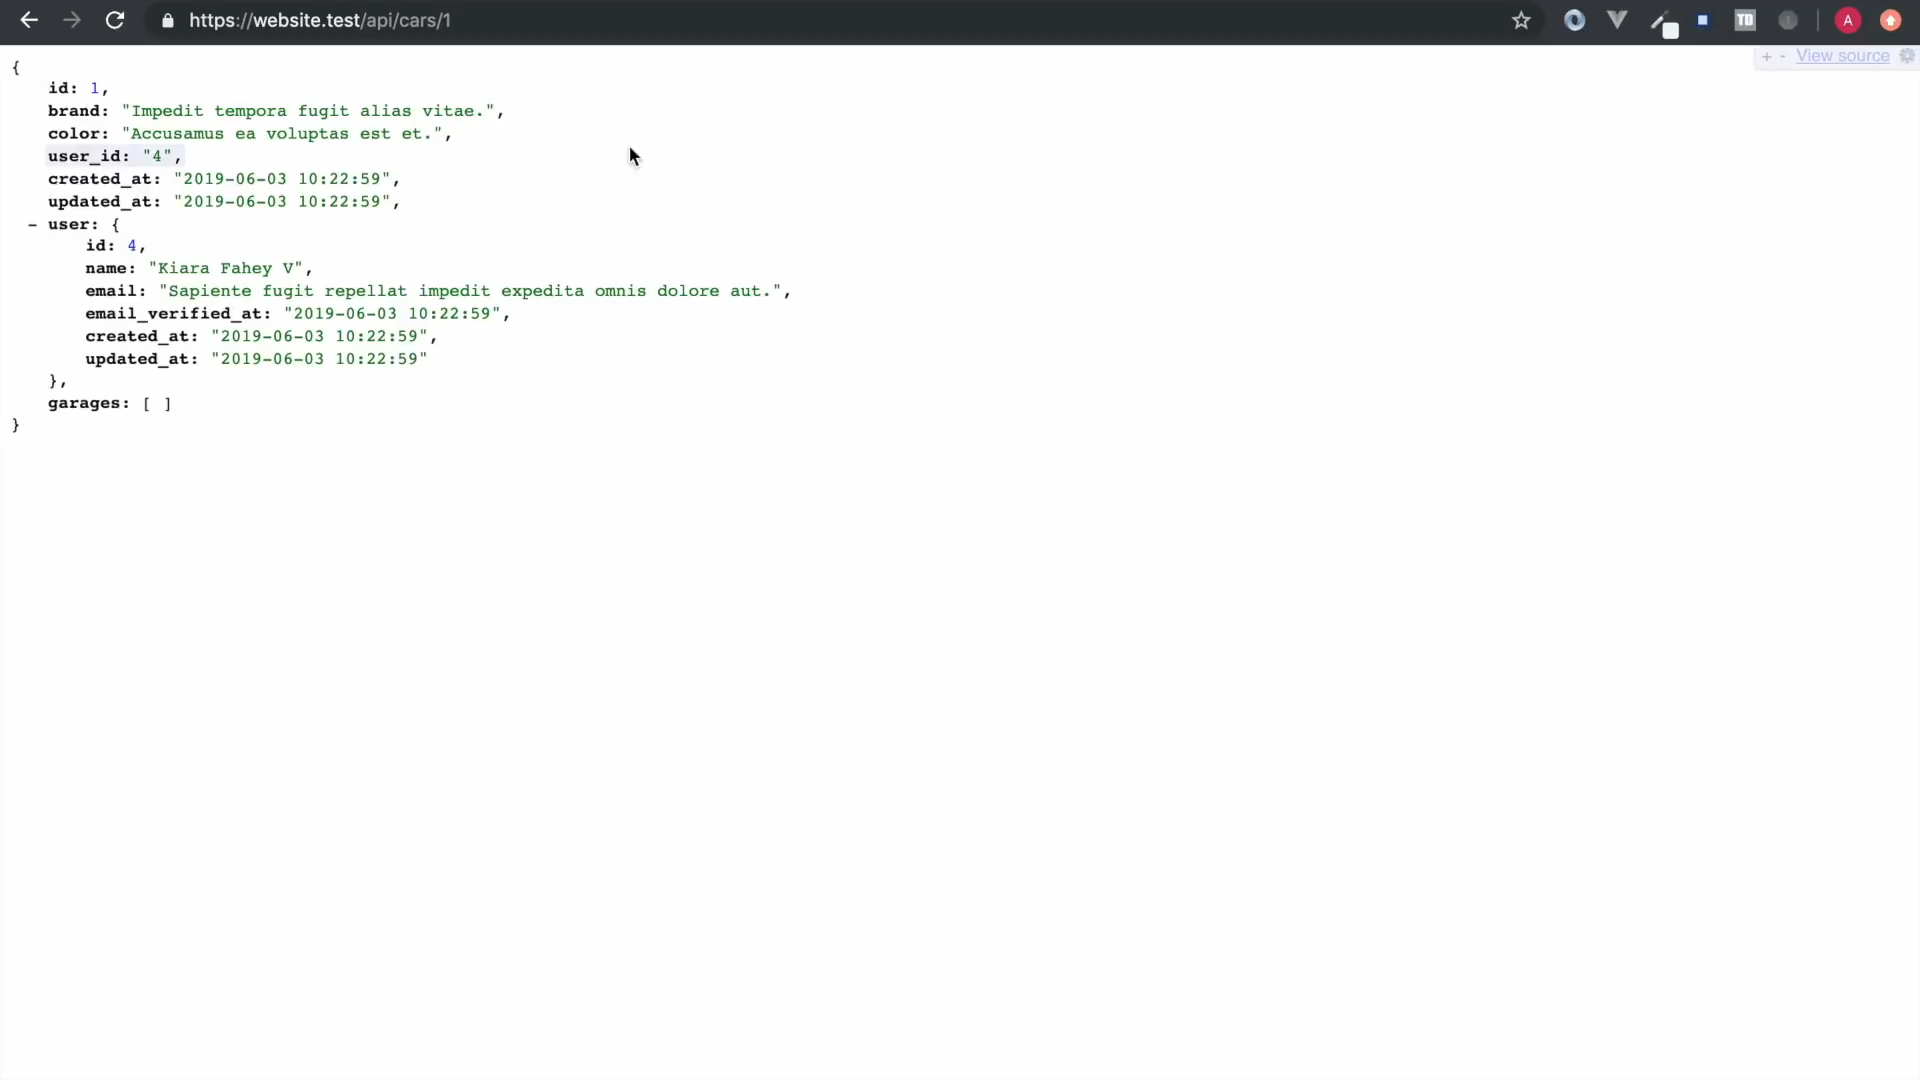 https://website.test/api/cars/1
TD
A
+ - View source
{
id: 1,
brand: "Impedit tempora fugit alias vitae.",
color: "Accusamus ea voluptas est et.",
user_id: "4",
created_at: "2019-06-03 10:22:59",
updated_at: "2019-06-03 10:22:59",
- user: {
id: 4,
name: "Kiara Fahey V",
email: "Sapiente fugit repellat impedit expedita omnis dolore aut.",
email_verified_at: "2019-06-03 10:22:59",
created_at: "2019-06-03 10:22:59",
updated_at: "2019-06-03 10:22:59"
},
garages: [ ]
}